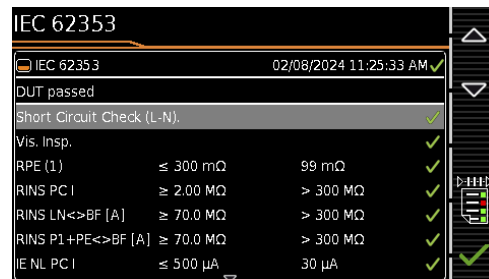 IEC 62353
IEC 62353 02/08/2024 11:25:33 AM
DUT passed
Short Circuit Check (L-N).
Vis. Insp.
RPE (1) ≤ 300 mΩ 99 mΩ
RINS PC I ≥ 2.00 MΩ > 300 MΩ
RINS LN<>BF [A] ≥ 70.0 MΩ > 300 MΩ
RINS P1+PE<>BF [A] ≥ 70.0 MΩ > 300 MΩ
IE NL PC I ≤ 500 µA 30 µA